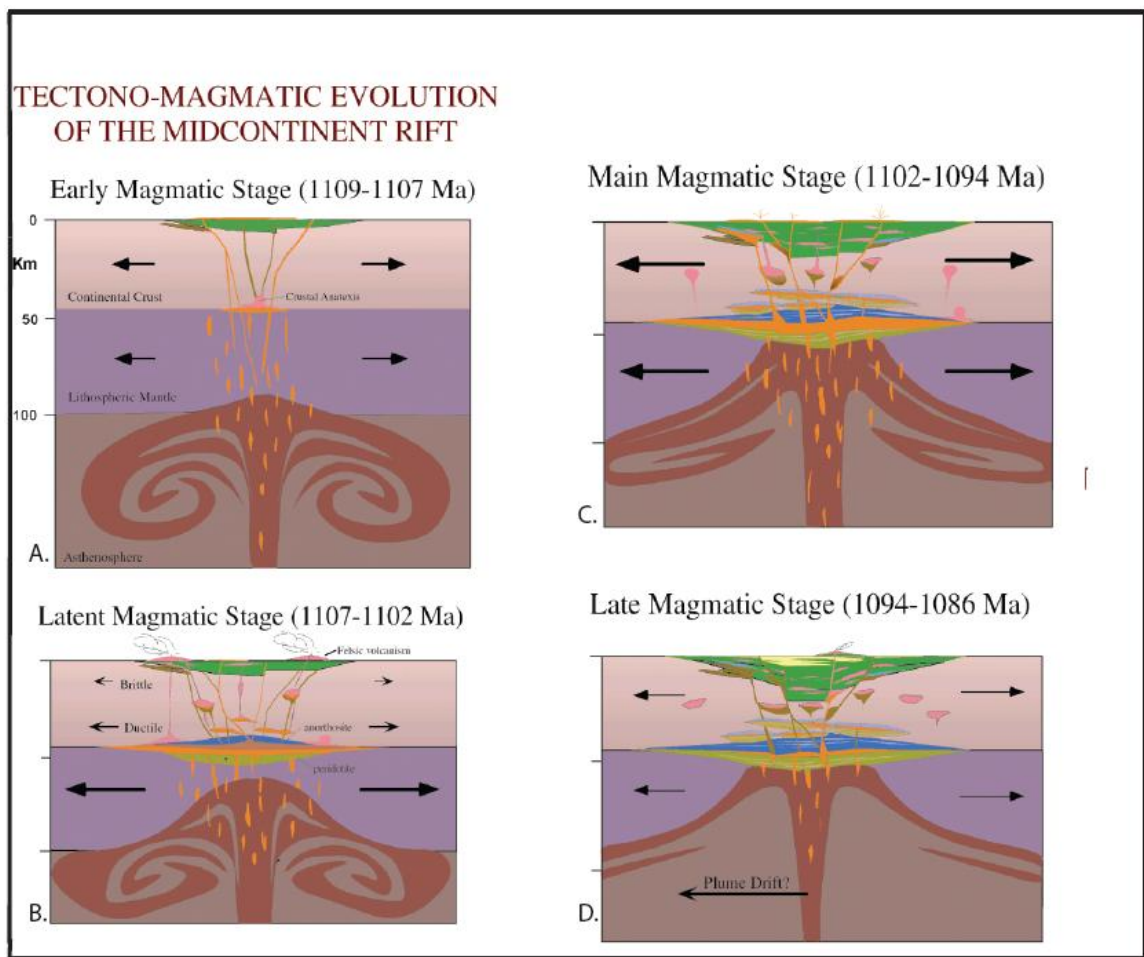 TECTONO-MAGMATIC EVOLUTION
OF THE MIDCONTINENT RIFT
Early Magmatic Stage (1109-1107 Ma)
0
Km
Continental Crust
Crustal Anatexis
50
Lithospheric Mantle
100
A.
Asthenosphere
Latent Magmatic Stage (1107-1102 Ma)
Felsic volcanism
Brittle
Ductile
anorthosite
peridotite
B.
Main Magmatic Stage (1102-1094 Ma)
C.
Late Magmatic Stage (1094-1086 Ma)
Plume Drift?
D.